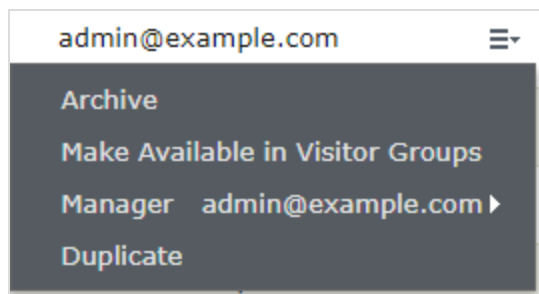 admin@example.com
Archive
Make Available in Visitor Groups
Manager admin@example.com
Duplicate